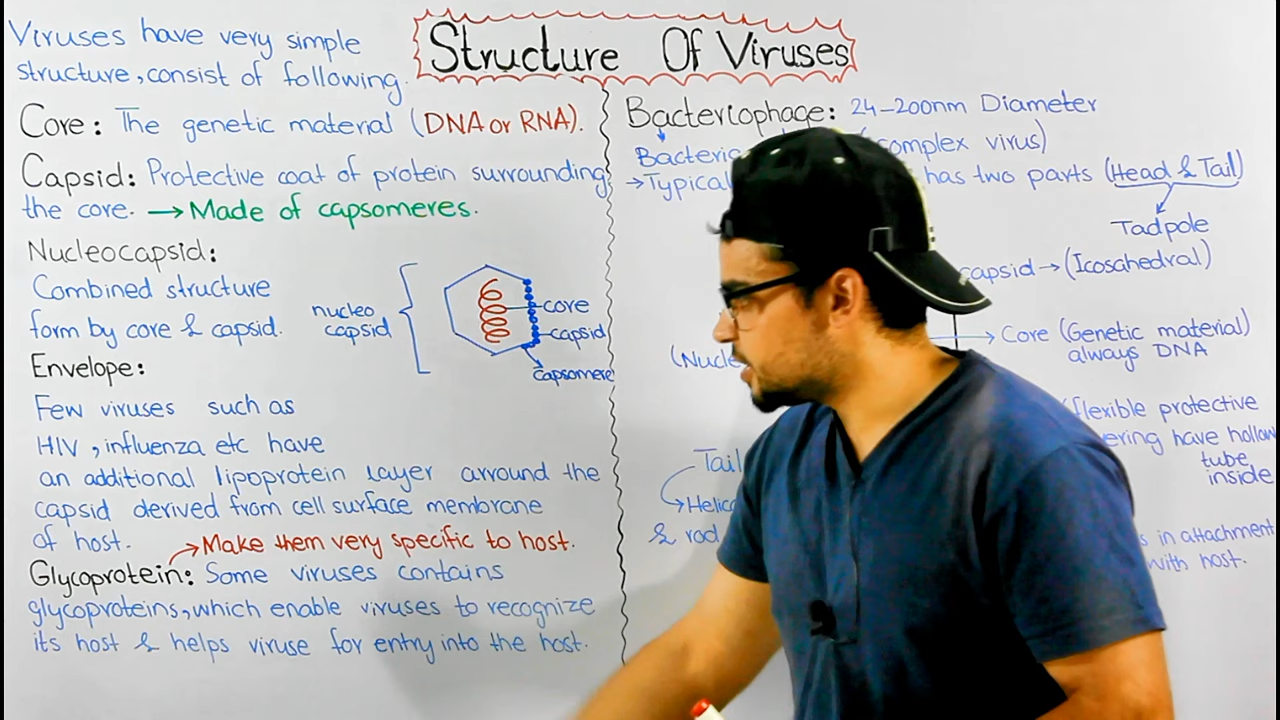 Structure Of Viruses
Viruses have very simple
structure, consist of following.
Core: The genetic material (DNA or RNA).
Capsid: Protective coat of protein surrounding
the core. → Made of capsomeres.
Nucleocapsid:
Combined structure
form by core & capsid.
nucleo
capsid
core
capsid
Capsomere
Envelope:
Few viruses such as
HIV, influenza etc have
an additional lipoprotein layer arround the
capsid derived from cell surface membrane
of host. → Make them very specific to host.
Glycoprotein: Some viruses contains
glycoproteins, which enable viruses to recognize
its host & helps viruse for entry into the host.
Bacteriophage: 24-200nm Diameter
(complex virus)
→ Typical has two parts (Head & Tail)
Tadpole
capsid → (Icosahedral)
Core (Genetic material)
always DNA
flexible protective
have hollow
tube
inside
Tail
& rod
in attachment
with host.